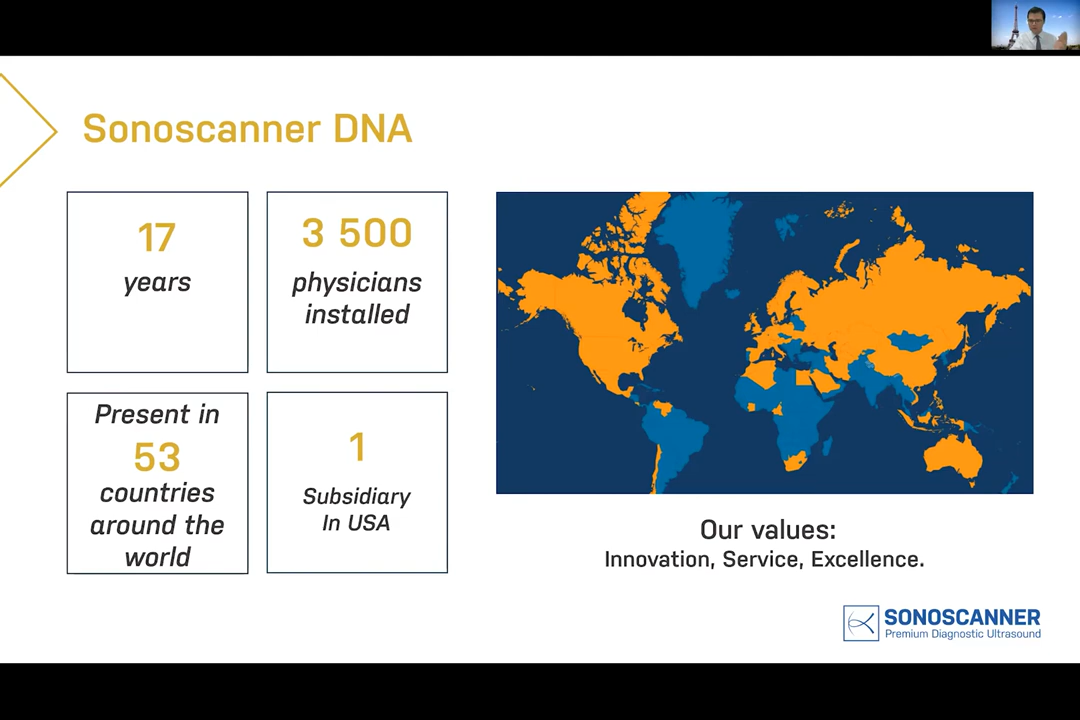 Sonoscanner DNA
17
years
3 500
physicians
installed
Present in
53
countries
around the
world
1
Subsidiary
In USA
Our values:
Innovation, Service, Excellence.
SONOSCANNER
Premium Diagnostic Ultrasound